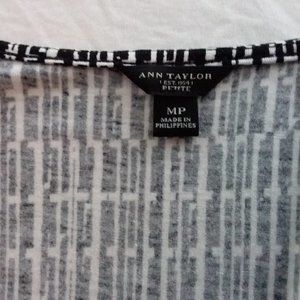 ANN TAYLOR
EST. 1954
PETITE
MP
MADE IN
PHILIPPINES